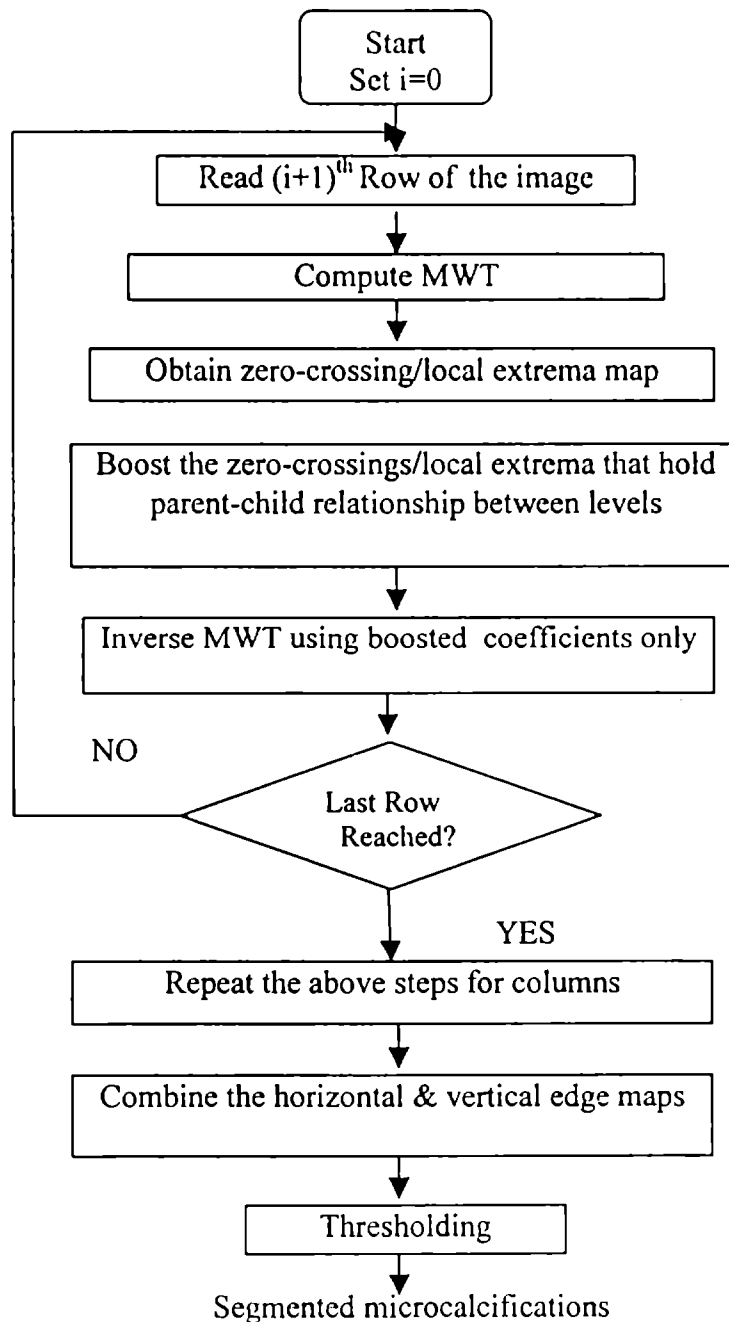 Start
Set i=0
Read (i+1)th Row of the image
Compute MWT
Obtain zero-crossing/local extrema map
Boost the zero-crossings/local extrema that hold
parent-child relationship between levels
Inverse MWT using boosted coefficients only
NO
Last Row
Reached?
YES
Repeat the above steps for columns
Combine the horizontal & vertical edge maps
Thresholding
Segmented microcalcifications